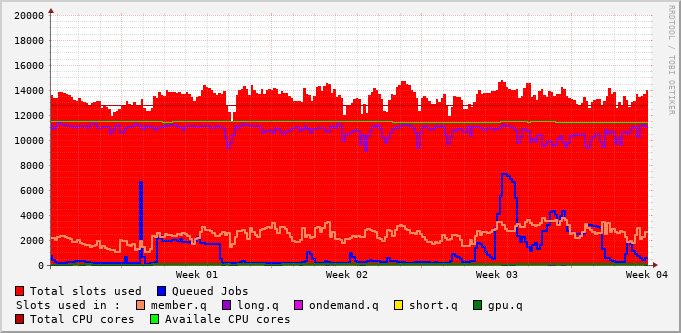 20000
18000
16000
14000
12000
10000
8000
6000
4000
2000
0
Week 01 Week 02 Week 03 Week 04
RRDTOOL / TOBI OETIKER
Total slots used Queued Jobs
Slots used in : member.q long.q ondemand.q short.q gpu.q
Total CPU cores Availale CPU cores